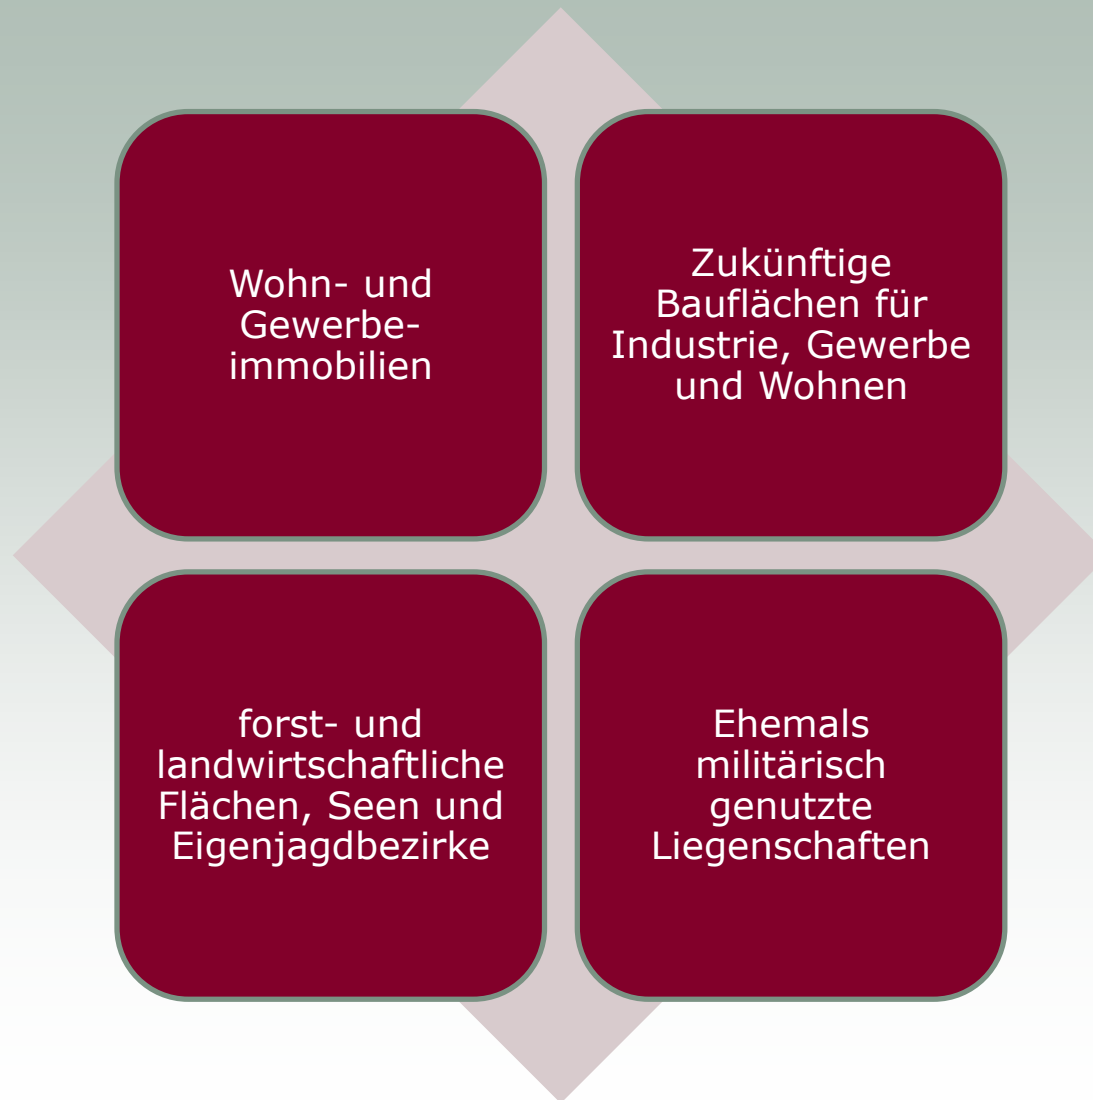 Wohn- und
Gewerbe-
immobilien
Zukünftige
Bauflächen für
Industrie, Gewerbe
und Wohnen
forst- und
landwirtschaftliche
Flächen, Seen und
Eigenjagdbezirke
Ehemals
militärisch
genutzte
Liegenschaften